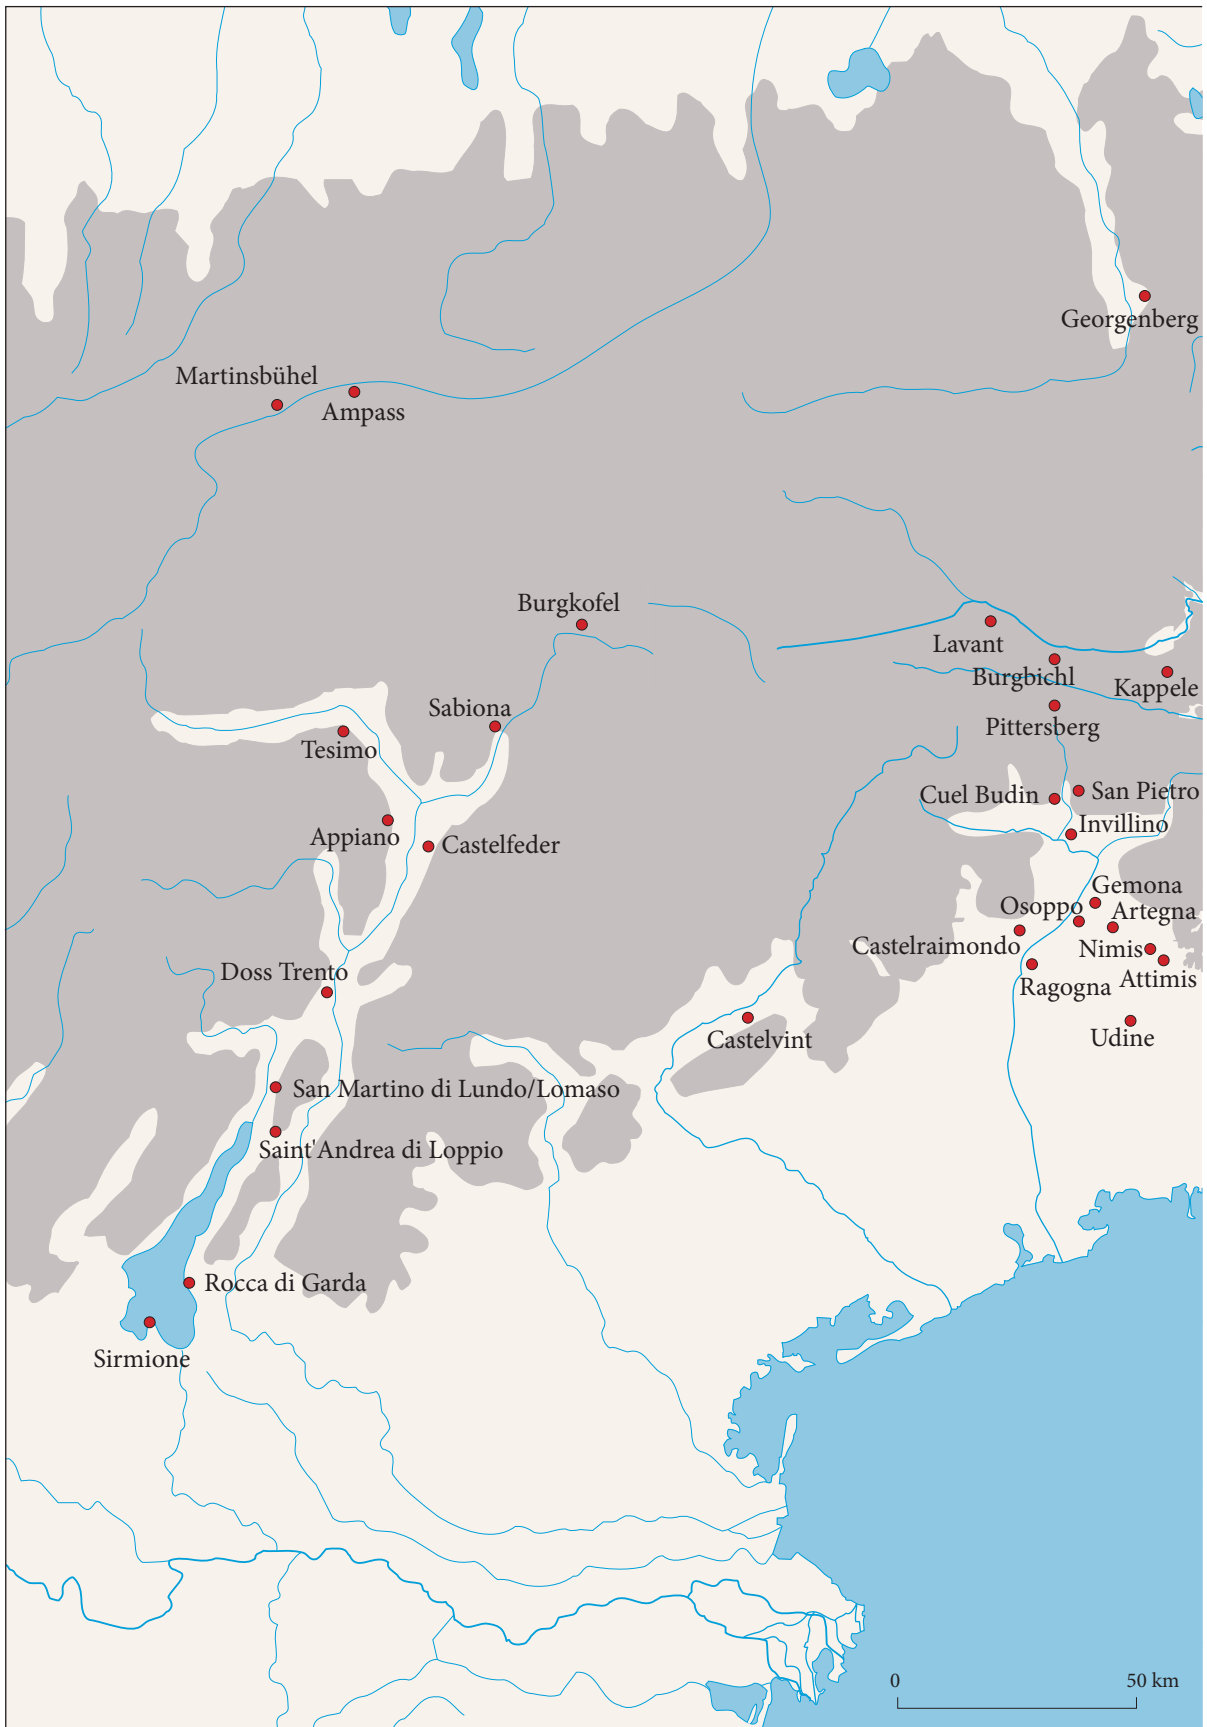 Georgenberg
Martinsbühel
Ampass
Burgkofel
Lavant
Burgbichl
Kappele
Sabiona
Pittersberg
Tesimo
San Pietro
Cuel Budin
Invillino
Appiano
Castelfeder
Gemona
Osoppo
Artegna
Castelraimondo
Nimis
Doss Trento
Attimis
Ragogna
Castelvint
Udine
San Martino di Lundo/Lomaso
Saint'Andrea di Loppio
Rocca di Garda
Sirmione
0 50 km